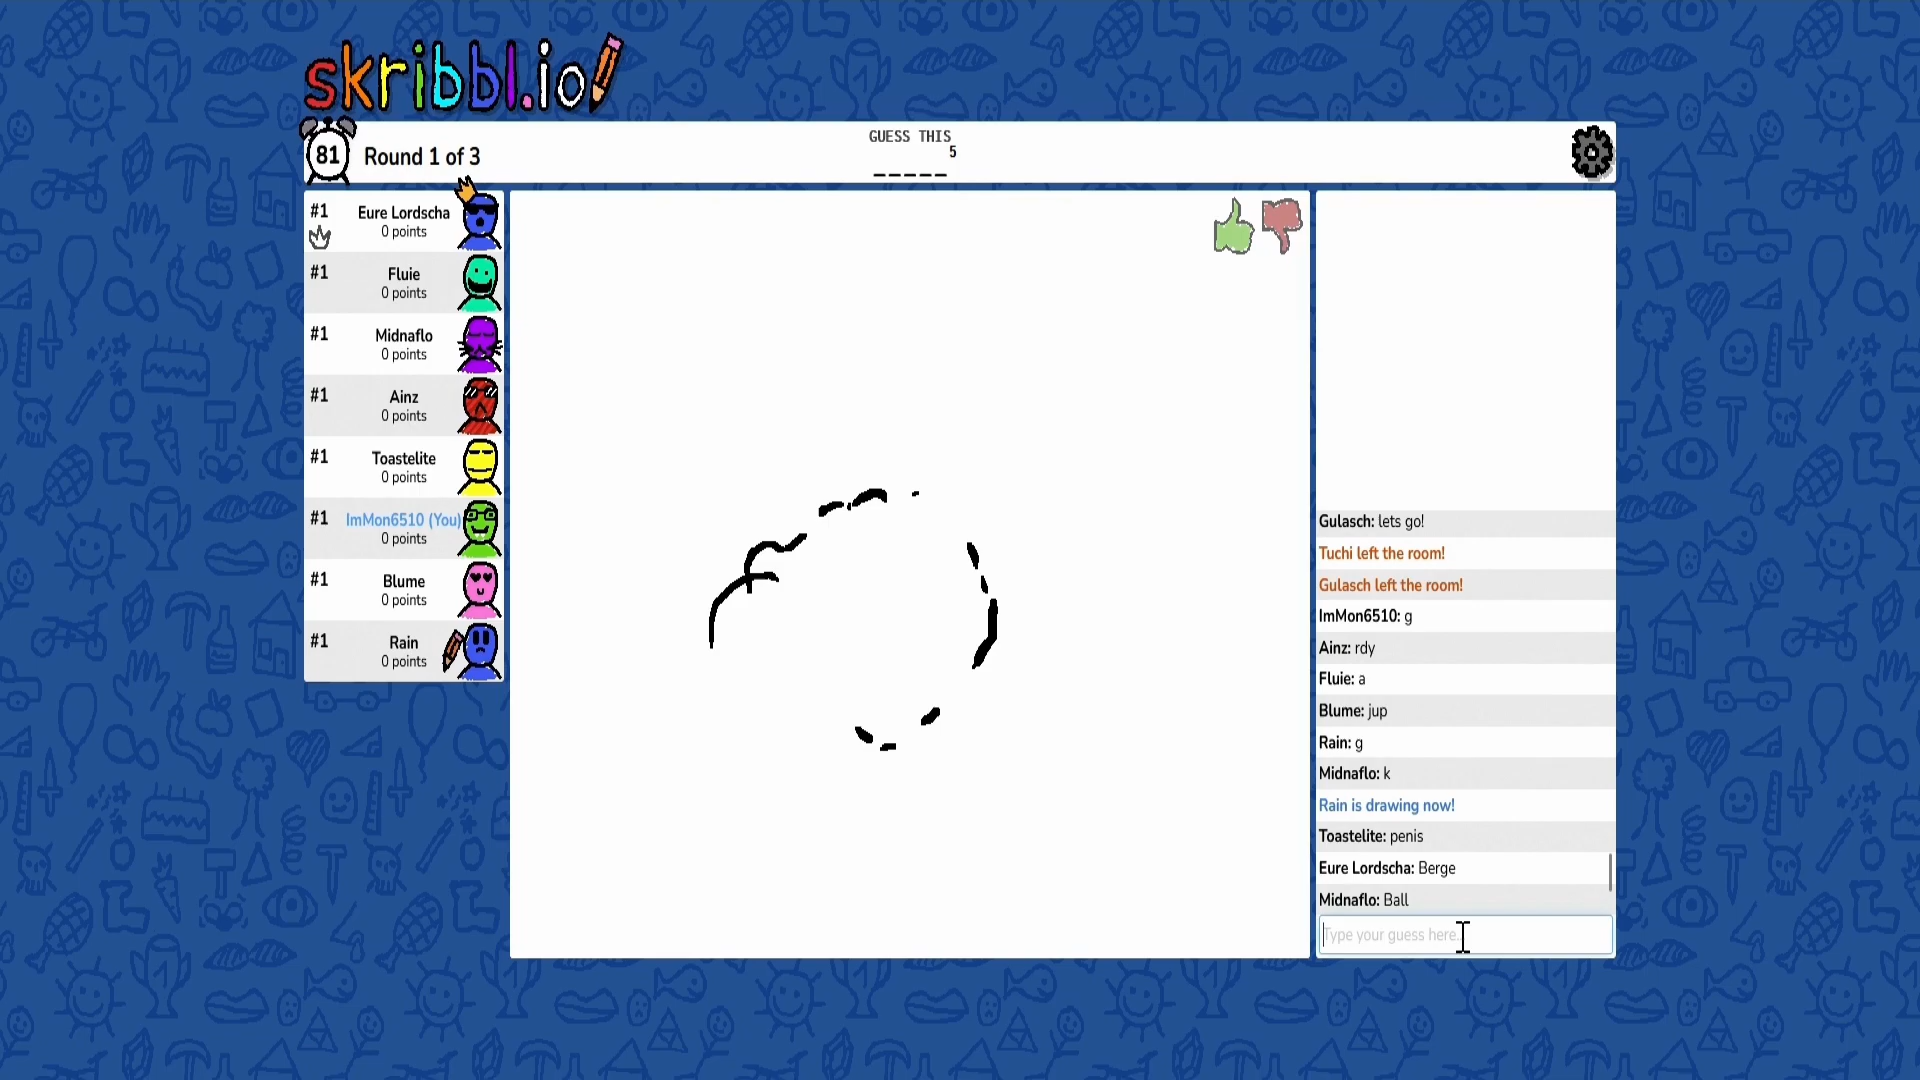 skribbl.io
81
Round 1 of 3
GUESS THIS
5
_____
#1 Eure Lordscha
0 points
#1 Fluie
0 points
#1 Midnaflo
0 points
#1 Ainz
0 points
#1 Toastelite
0 points
#1 ImMon6510 (You)
0 points
#1 Blume
0 points
#1 Rain
0 points
Gulasch: lets go!
Tuchi left the room!
Gulasch left the room!
ImMon6510: g
Ainz: rdy
Fluie: a
Blume: jup
Rain: g
Midnaflo: k
Rain is drawing now!
Toastelite: penis
Eure Lordscha: Berge
Midnaflo: Ball
Type your guess here...